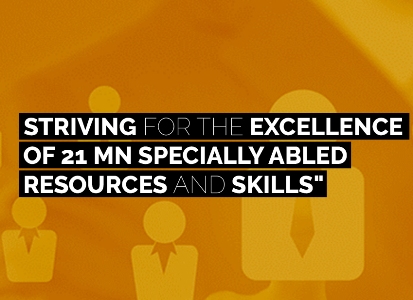 STRIVING FOR THE EXCELLENCE
OF 21 MN SPECIALLY ABLED
RESOURCES AND SKILLS"